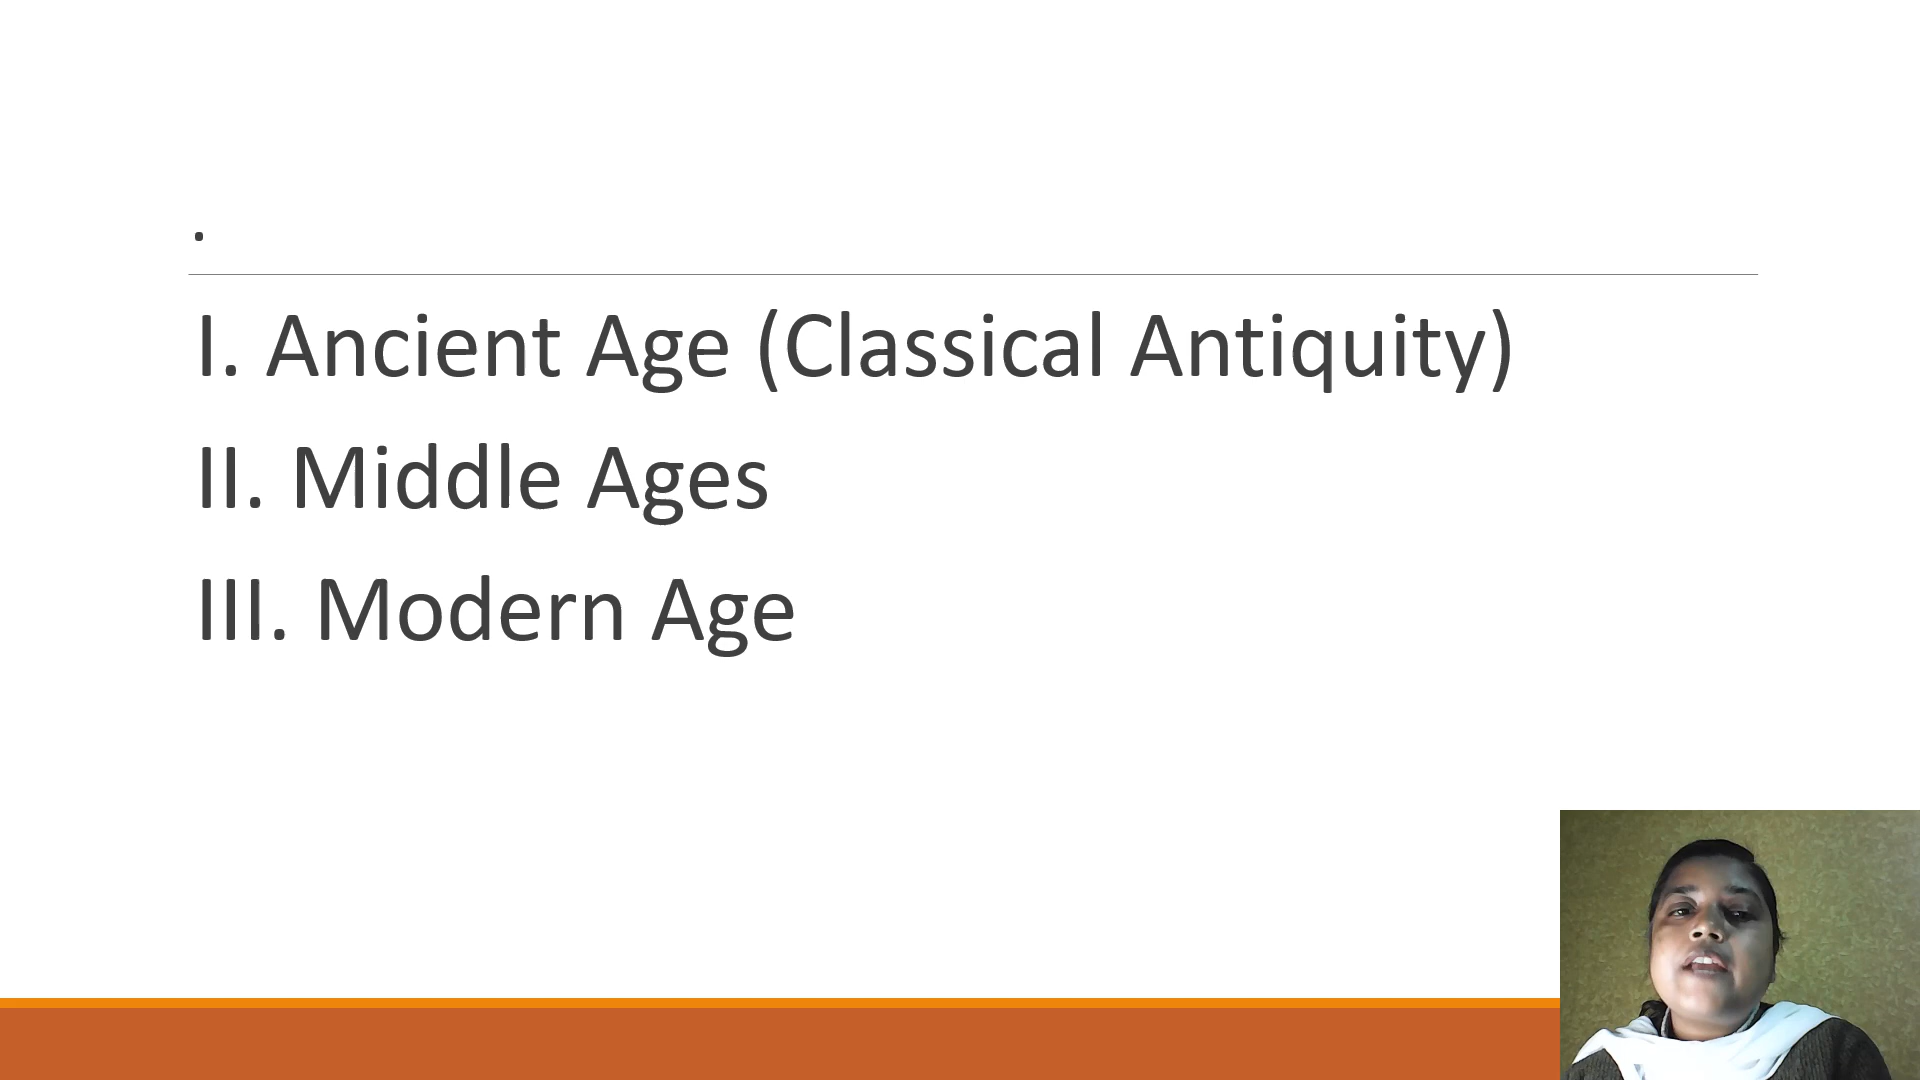 .
I. Ancient Age (Classical Antiquity)
II. Middle Ages
III. Modern Age